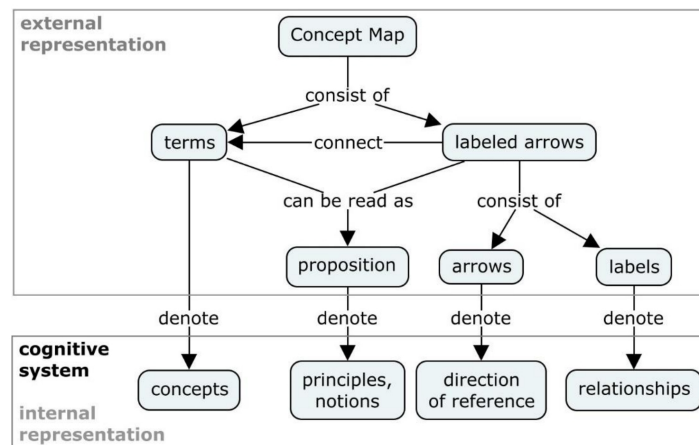 external
representation
Concept Map
consist of
terms
connect
labeled arrows
can be read as
consist of
proposition
arrows
labels
denote
denote
denote
denote
cognitive
system
concepts
principles,
notions
direction
of reference
relationships
internal
representation